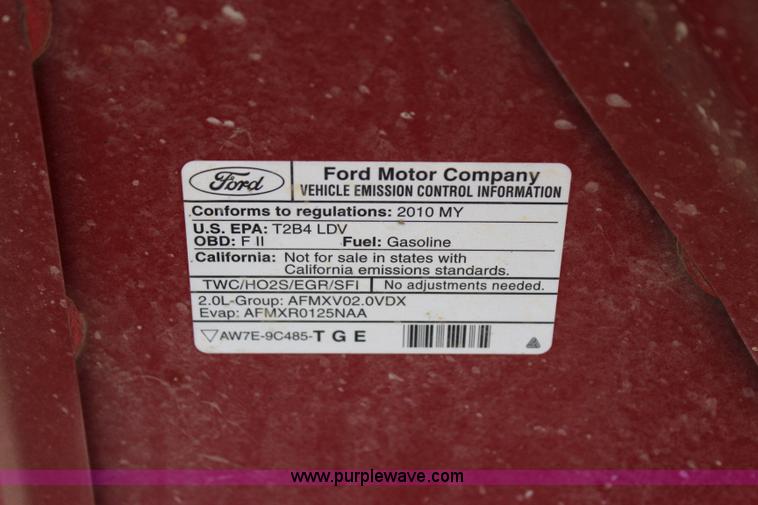 Ford
Ford Motor Company
VEHICLE EMISSION CONTROL INFORMATION
Conforms to regulations: 2010 MY
U.S. EPA: T2B4 LDV
OBD: F II Fuel: Gasoline
California: Not for sale in states with
California emissions standards.
TWC/HO2S/EGR/SFI No adjustments needed.
2.0L-Group: AFMXV02.0VDX
Evap: AFMXR0125NAA
AW7E-9C485-T G E
www.purplewave.com